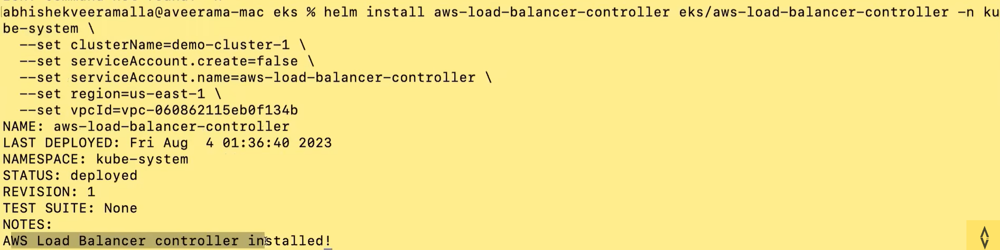 abhishekveeramalla@aveerama-mac eks % helm install aws-load-balancer-controller eks/aws-load-balancer-controller -n ku
be-system \
  --set clusterName=demo-cluster-1 \
  --set serviceAccount.create=false \
  --set serviceAccount.name=aws-load-balancer-controller \
  --set region=us-east-1 \
  --set vpcId=vpc-060862115eb0f134b
NAME: aws-load-balancer-controller
LAST DEPLOYED: Fri Aug  4 01:36:40 2023
NAMESPACE: kube-system
STATUS: deployed
REVISION: 1
TEST SUITE: None
NOTES:
AWS Load Balancer controller installed!